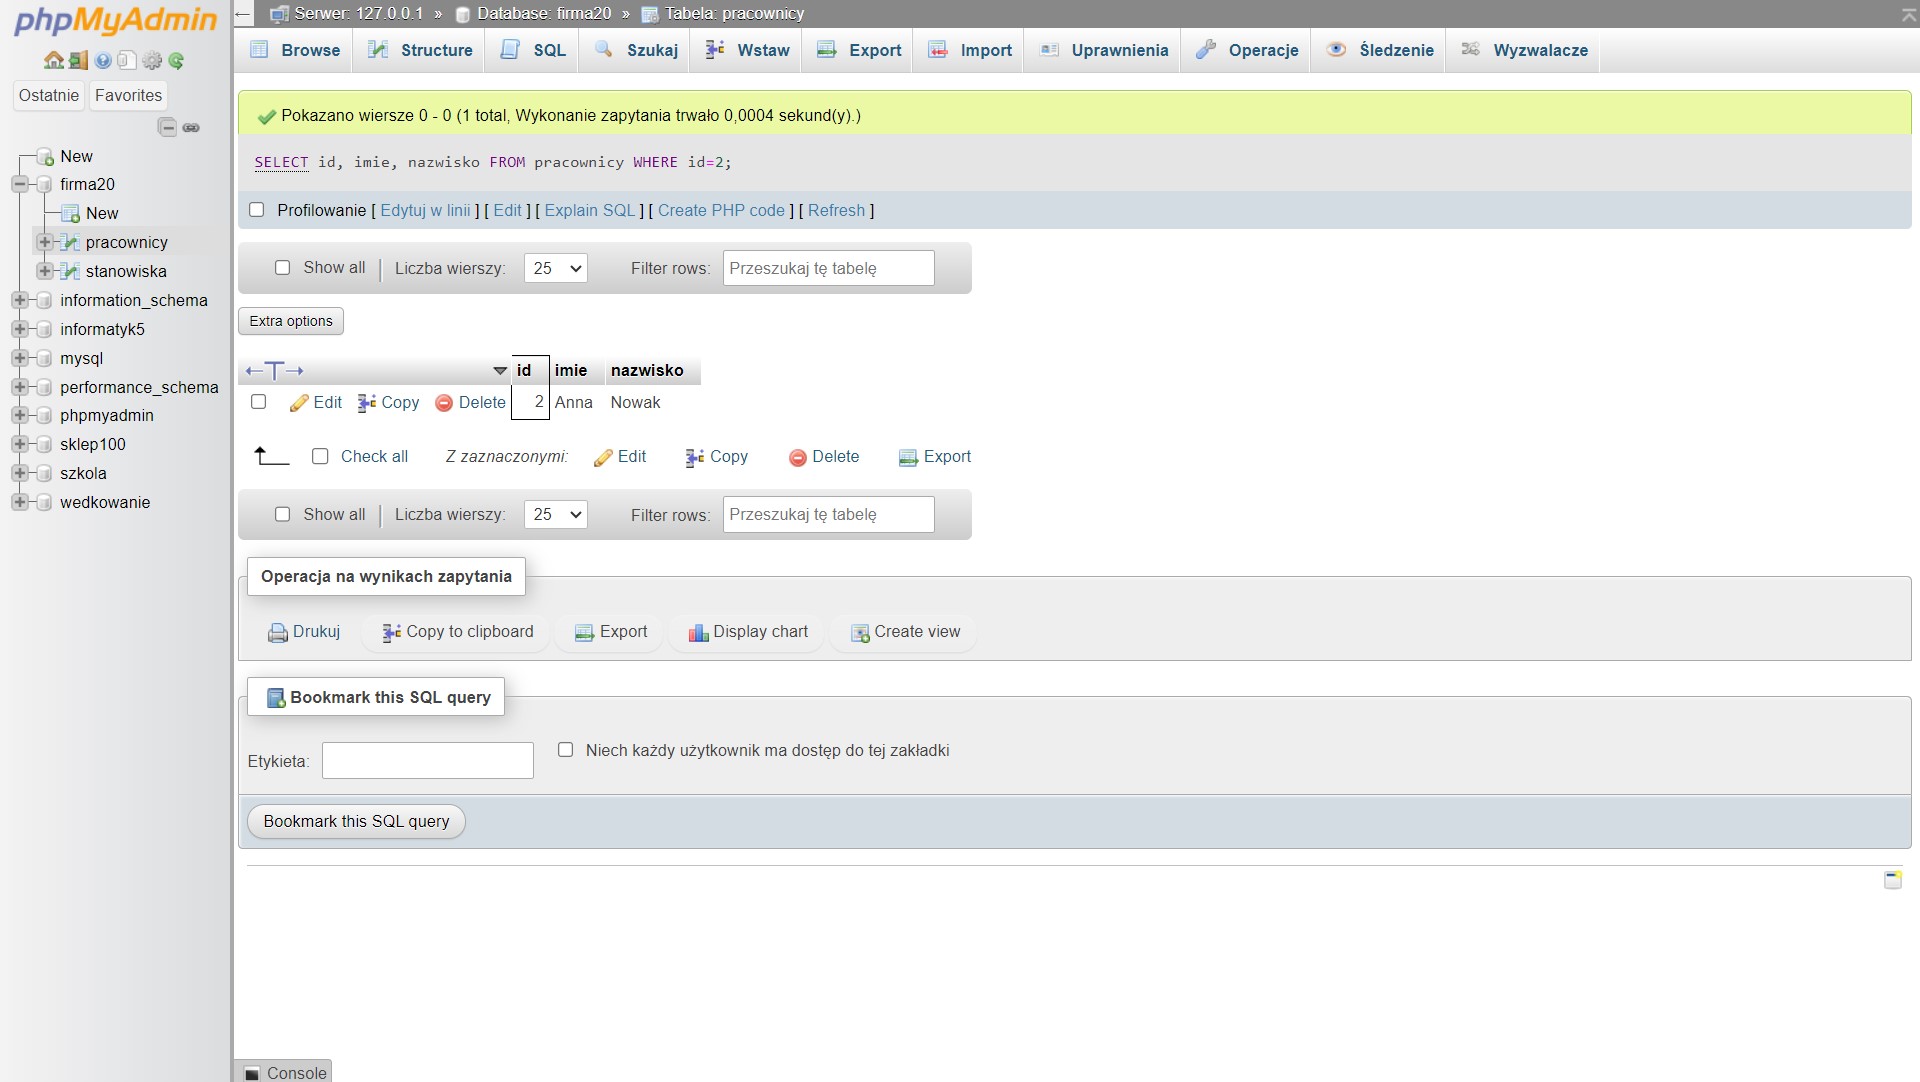 phpMyAdmin
Ostatnie Favorites
New
firma20
New
pracownicy
stanowiska
information_schema
informatyk5
mysql
performance_schema
phpmyadmin
sklep100
szkola
wedkowanie
← Serwer: 127.0.0.1 » Database: firma20 » Tabela: pracownicy
Browse Structure SQL Szukaj Wstaw Export Import Uprawnienia Operacje Śledzenie Wyzwalacze
Pokazano wiersze 0 - 0 (1 total, Wykonanie zapytania trwało 0,0004 sekund(y).)
SELECT id, imie, nazwisko FROM pracownicy WHERE id=2;
Profilowanie [ Edytuj w linii ] [ Edit ] [ Explain SQL ] [ Create PHP code ] [ Refresh ]
Show all | Liczba wierszy: 25 Filter rows: Przeszukaj tę tabelę
Extra options
←T→ id imie nazwisko
Edit Copy Delete 2 Anna Nowak
Check all Z zaznaczonymi: Edit Copy Delete Export
Show all | Liczba wierszy: 25 Filter rows: Przeszukaj tę tabelę
Operacja na wynikach zapytania
Drukuj Copy to clipboard Export Display chart Create view
Bookmark this SQL query
Etykieta: Niech każdy użytkownik ma dostęp do tej zakładki
Bookmark this SQL query
Console